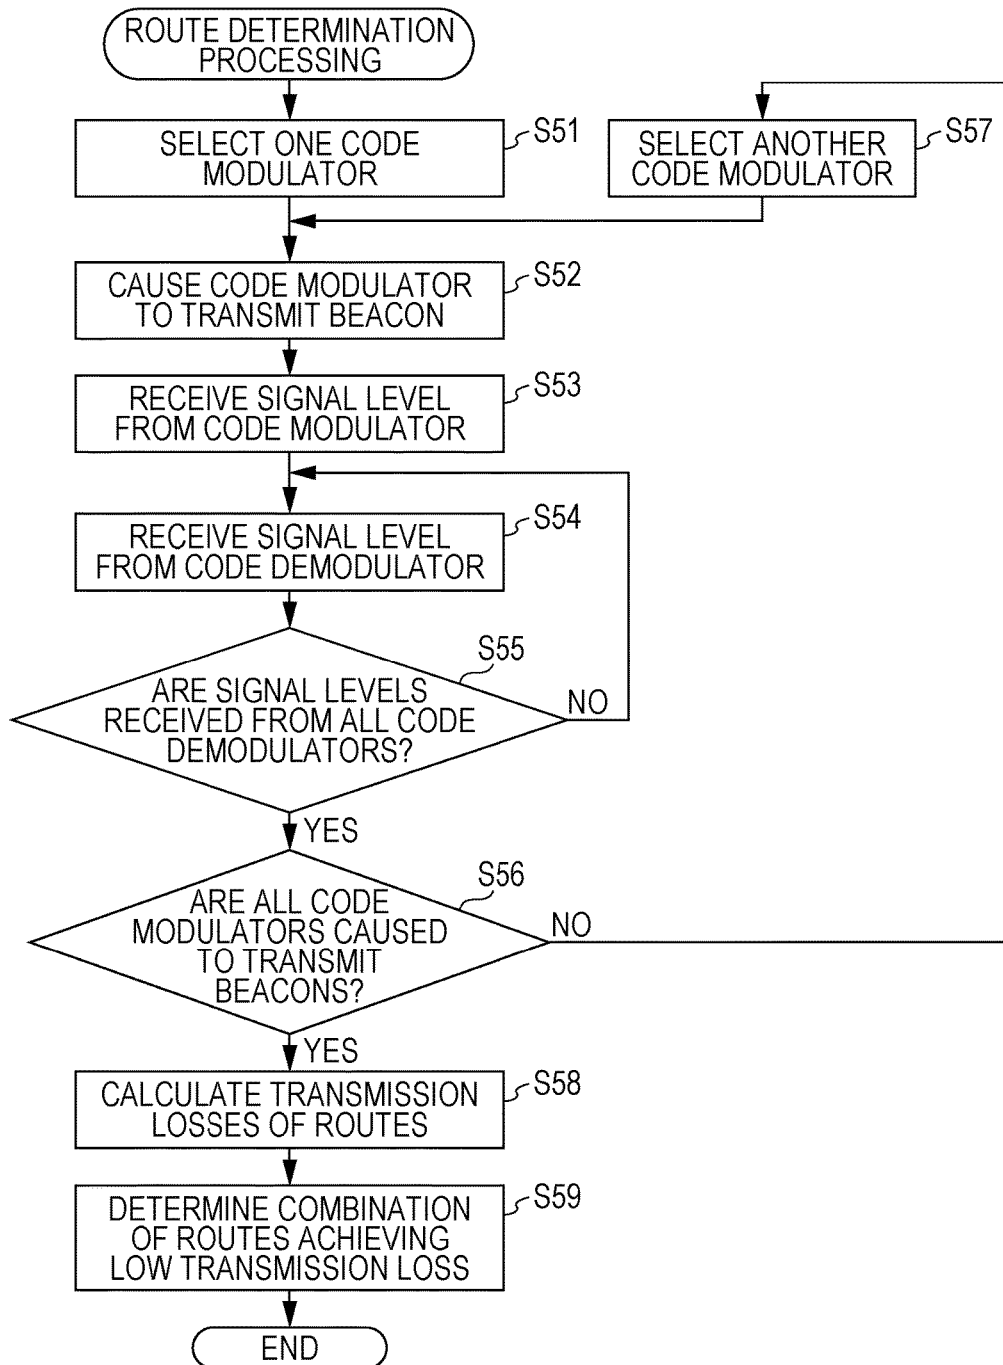 ROUTE DETERMINATION
PROCESSING
SELECT ONE CODE
MODULATOR
S51
SELECT ANOTHER
CODE MODULATOR
S57
CAUSE CODE MODULATOR
TO TRANSMIT BEACON
S52
RECEIVE SIGNAL LEVEL
FROM CODE MODULATOR
S53
RECEIVE SIGNAL LEVEL
FROM CODE DEMODULATOR
S54
ARE SIGNAL LEVELS
RECEIVED FROM ALL CODE
DEMODULATORS?
S55
NO
YES
ARE ALL CODE
MODULATORS CAUSED
TO TRANSMIT
BEACONS?
S56
NO
YES
CALCULATE TRANSMISSION
LOSSES OF ROUTES
S58
DETERMINE COMBINATION
OF ROUTES ACHIEVING
LOW TRANSMISSION LOSS
S59
END